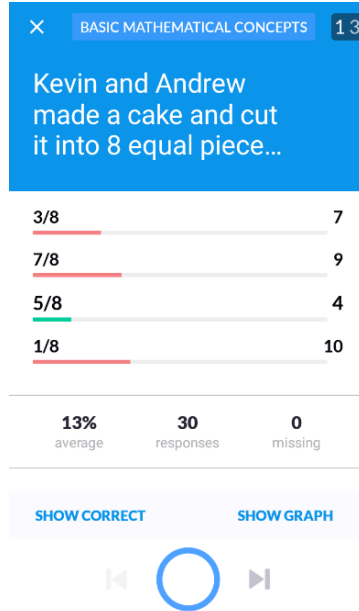 × BASIC MATHEMATICAL CONCEPTS 13
Kevin and Andrew
made a cake and cut
it into 8 equal piece...
3/8 7
7/8 9
5/8 4
1/8 10
13% 30 0
average responses missing
SHOW CORRECT SHOW GRAPH